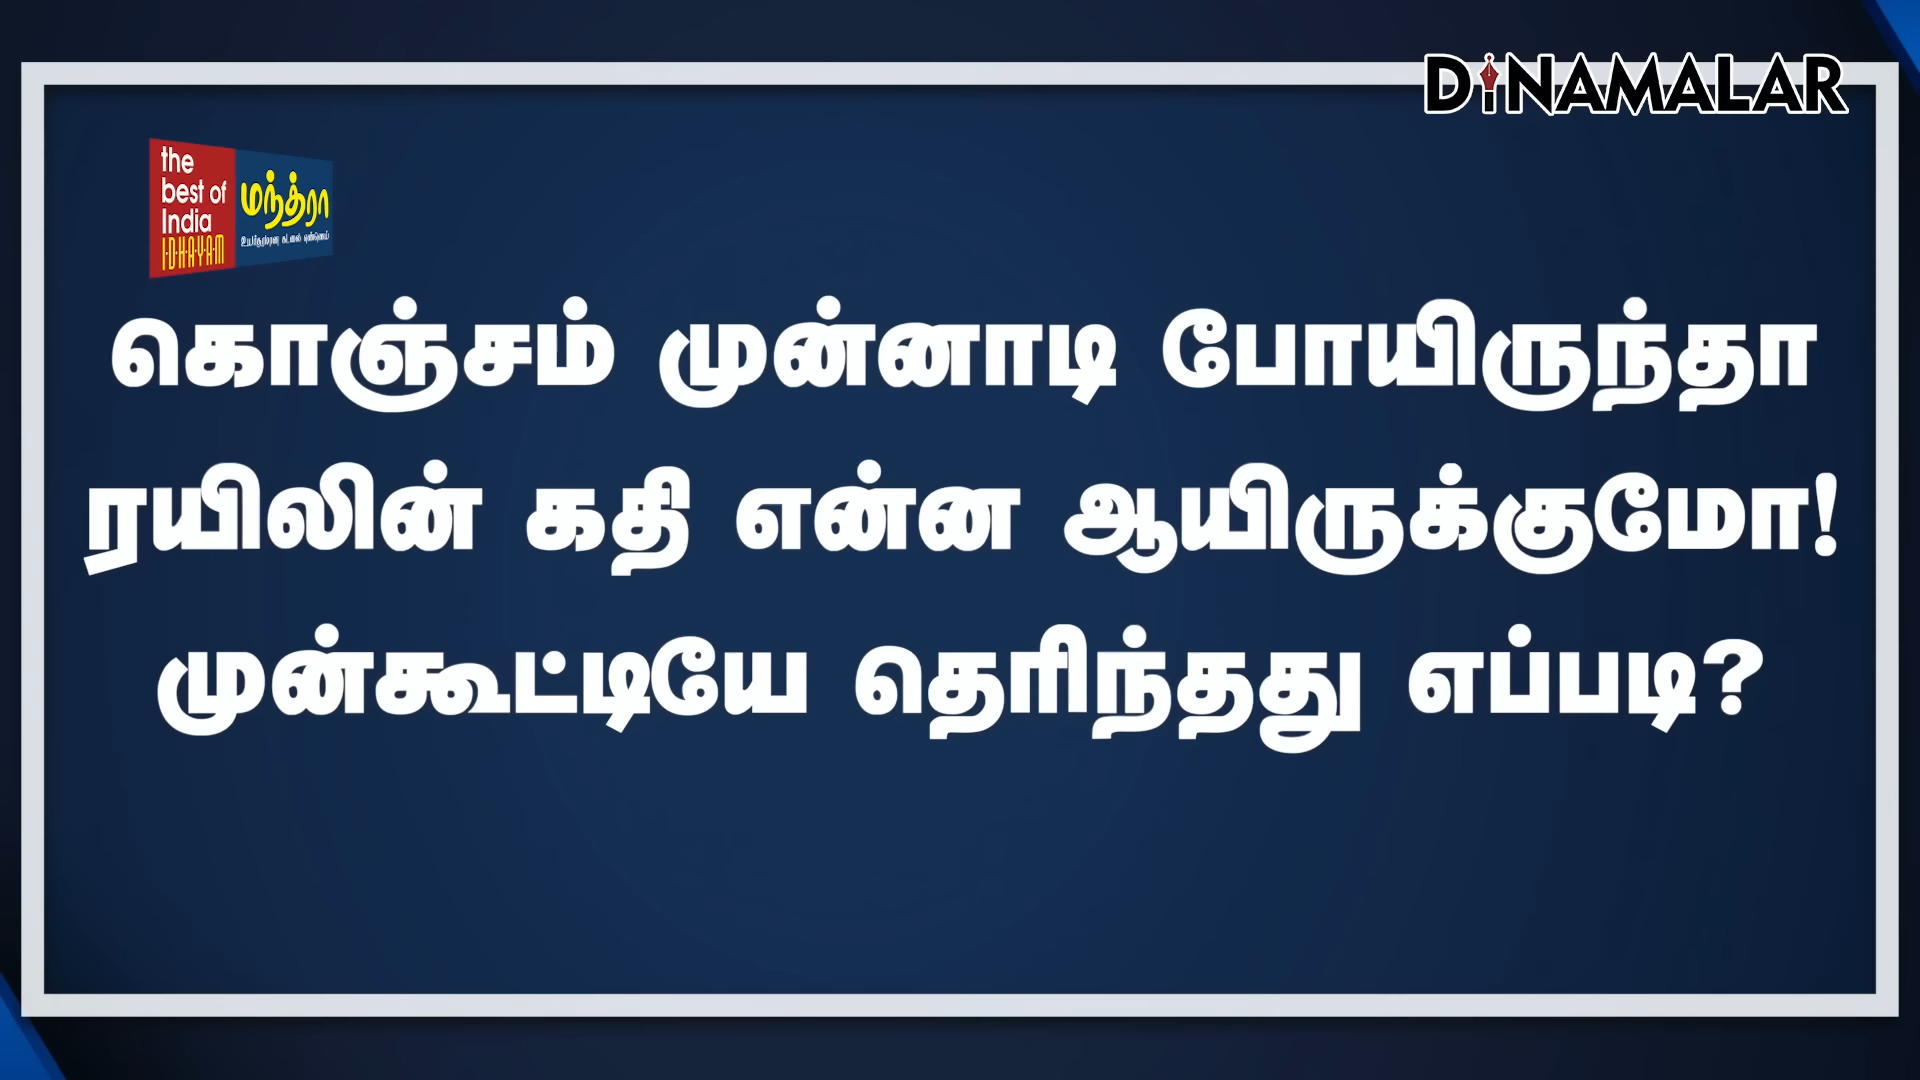 DINAMALAR
the
best of
India
IDHAYAM
மந்த்ரா
கொஞ்சம் முன்னாடி போயிருந்தா
ரயிலின் கதி என்ன ஆயிருக்குமோ!
முன்கூட்டியே தெரிந்தது எப்படி?